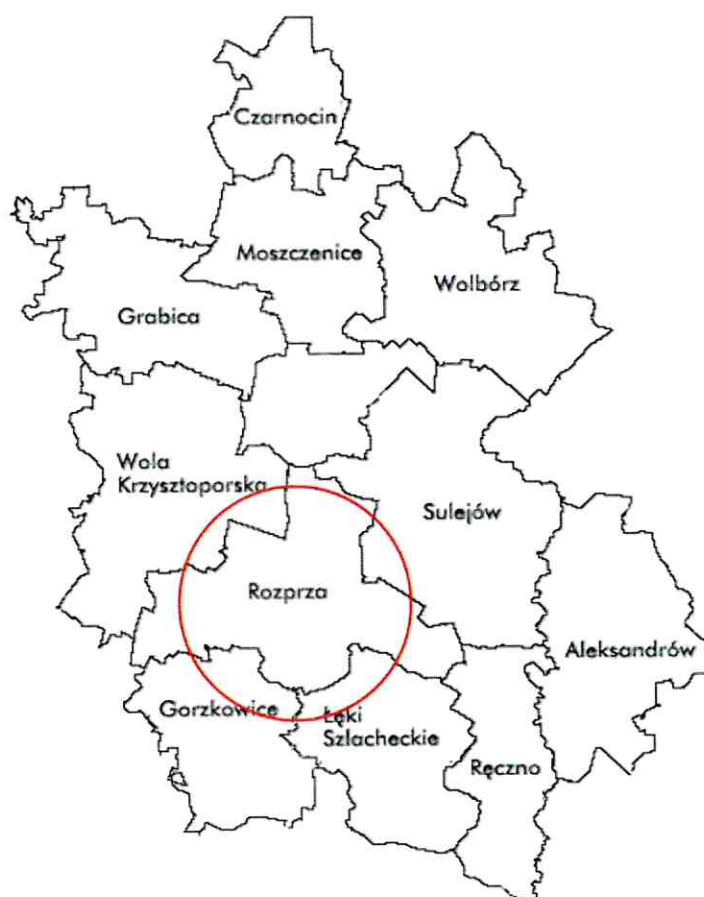 Czarnocin
Moszczenice
Wolbórz
Grabica
Wola
Krzysztoporska
Sulejów
Rozprza
Aleksandrów
Gorzkowice
Łęki
Szlacheckie
Ręczno